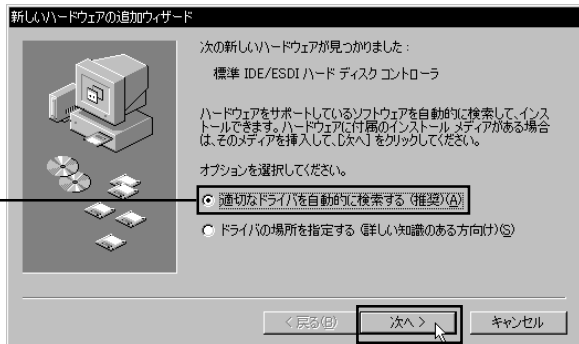 新しいハードウェアの追加ウィザード
次の新しいハードウェアが見つかりました :
標準 IDE/ESDI ハード ディスク コントローラ
ハードウェアをサポートしているソフトウェアを自動的に検索して、インス
トールできます。ハードウェアに付属のインストール メディアがある場合
は、そのメディアを挿入して、[次へ] をクリックしてください。
オプションを選択してください。
適切なドライバを自動的に検索する (推奨)(A)
ドライバの場所を指定する (詳しい知識のある方向け)(S)
< 戻る(B)
次へ >
キャンセル